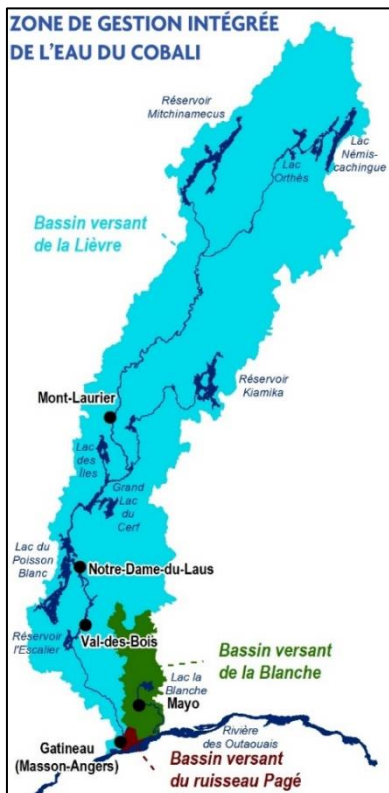 ZONE DE GESTION INTÉGRÉE
DE L'EAU DU COBALI
Réservoir
Mitchinamecus
Lac
Némis-
cachingue
Lac
Orthès
Bassin versant
de la Lièvre
Réservoir
Kiamika
Mont-Laurier
Lac
des
Îles
Grand
Lac
du
Cerf
Lac du
Poisson
Blanc
Notre-Dame-du-Laus
Réservoir
l'Escalier
Val-des-Bois
Bassin versant
de la Blanche
Lac la
Blanche
Mayo
Rivière
des Outaouais
Gatineau
(Masson-Angers)
Bassin versant
du ruisseau Pagé